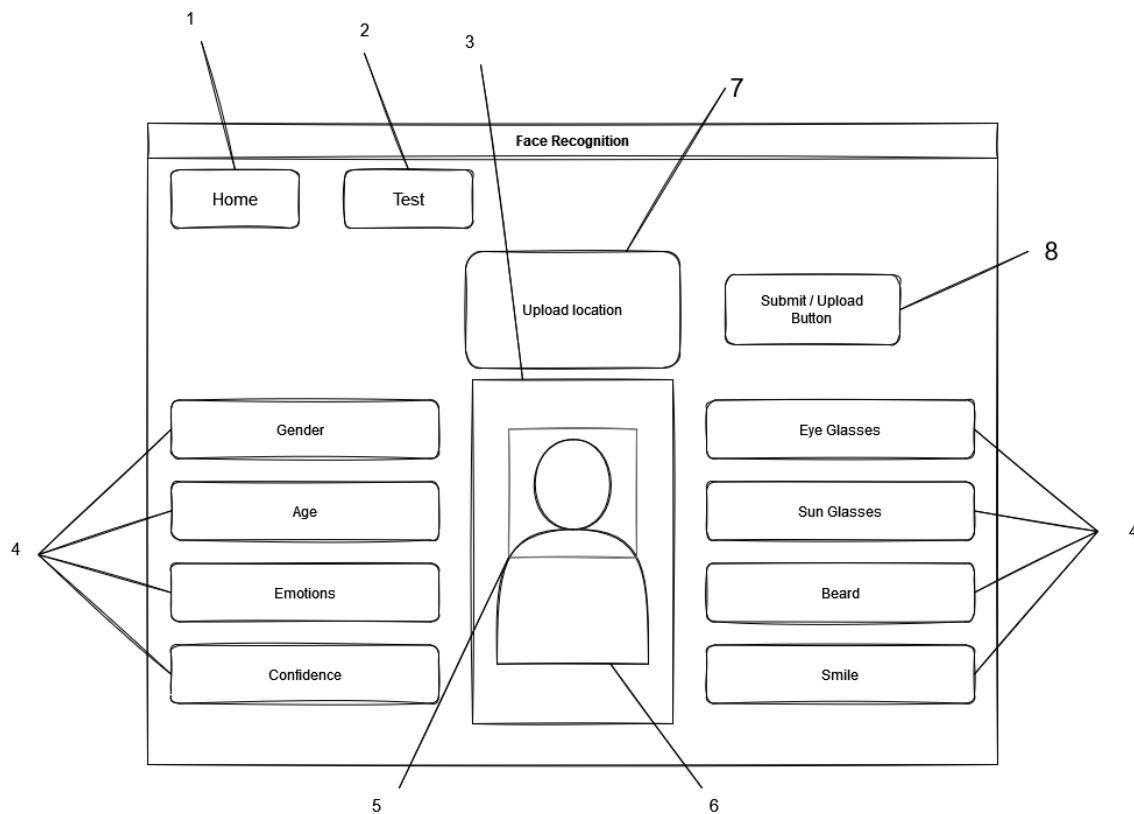 1
2
3
7
Face Recognition
Home
Test
8
Upload location
Submit / Upload
Button
Gender
Eye Glasses
Age
Sun Glasses
4
4
Emotions
Beard
Confidence
Smile
5
6